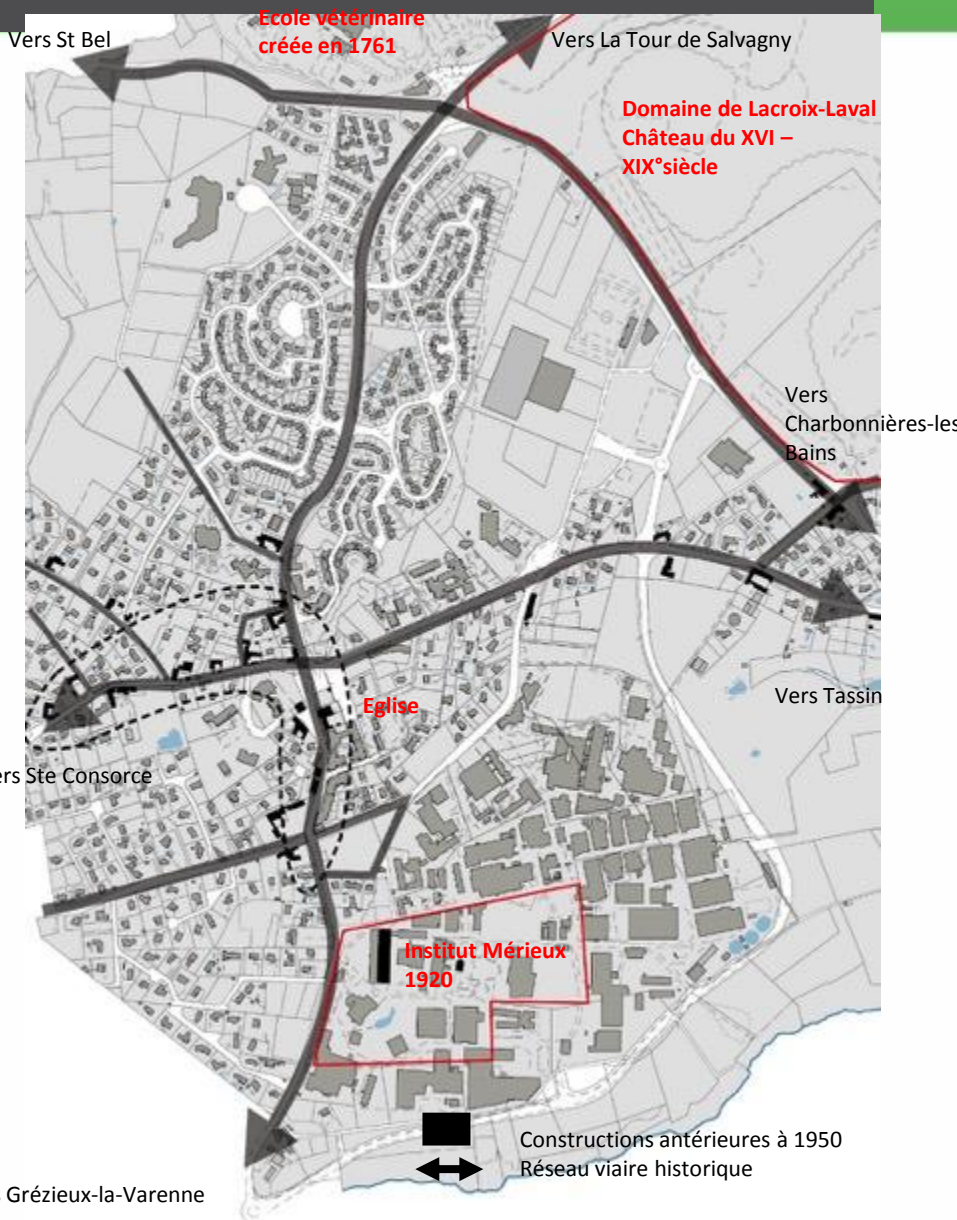 Ecole vétérinaire
créée en 1761
Vers St Bel
Vers La Tour de Salvagny
Domaine de Lacroix-Laval
Château du XVI –
XIX°siècle
Vers
Charbonnières-les
Bains
Vers Tassin
Eglise
ers Ste Consorce
Institut Mérieux
1920
Constructions antérieures à 1950
Réseau viaire historique
s Grézieux-la-Varenne